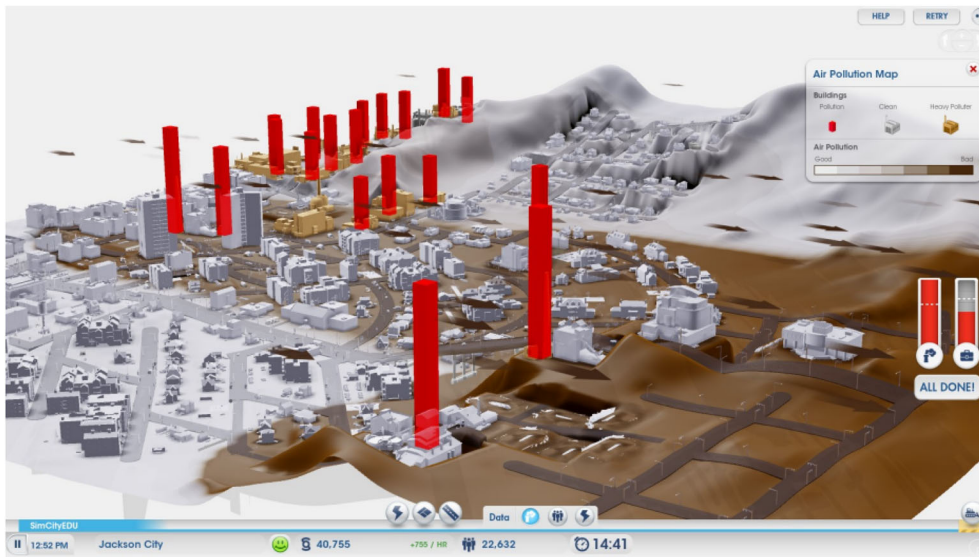 HELP RETRY
Air Pollution Map
Buildings
Pollution Clean Heavy Polluter
Air Pollution
Good Bad
ALL DONE!
Data
SimCityEDU
12:52 PM Jackson City 40,755 +755 / HR 22,632 14:41